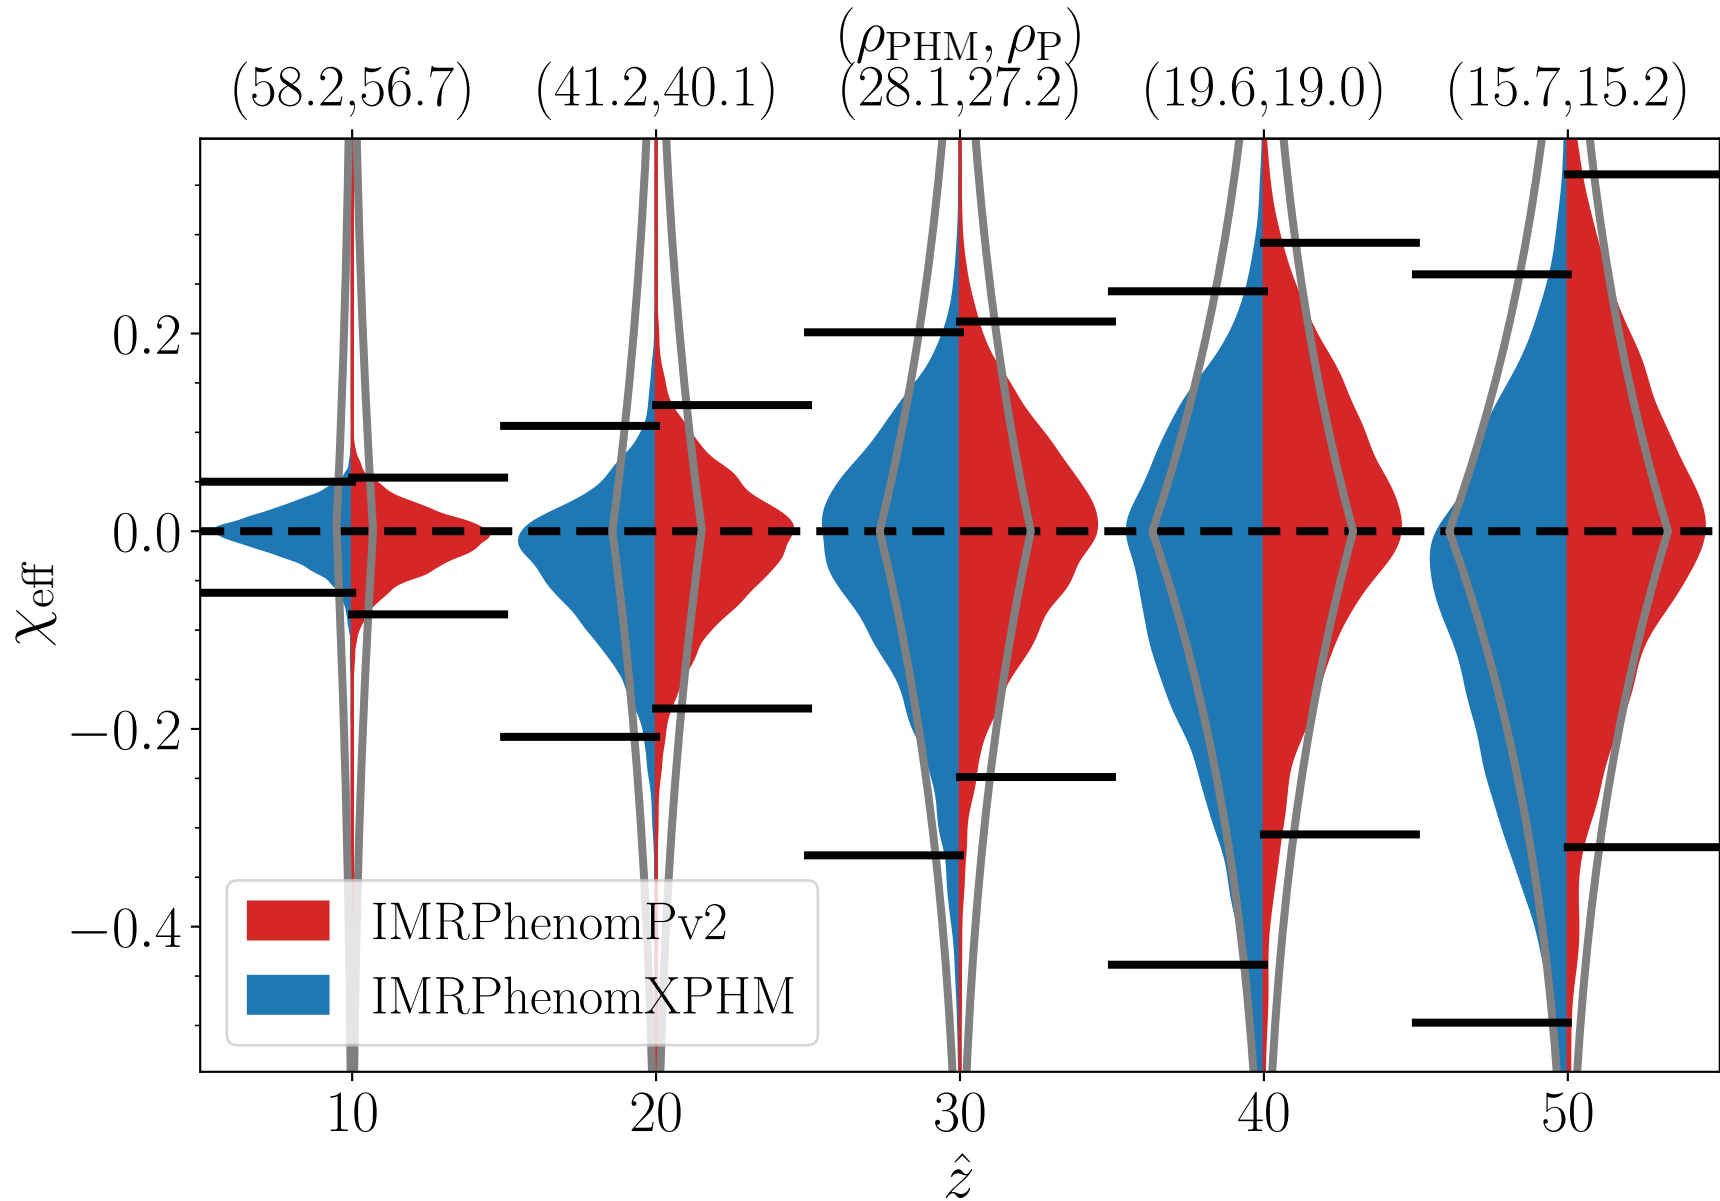 (ρPHM, ρP)
(58.2,56.7) (41.2,40.1) (28.1,27.2) (19.6,19.0) (15.7,15.2)
0.2
0.0
−0.2
−0.4
χeff
IMRPhenomPv2
IMRPhenomXPHM
10 20 30 40 50
ẑ